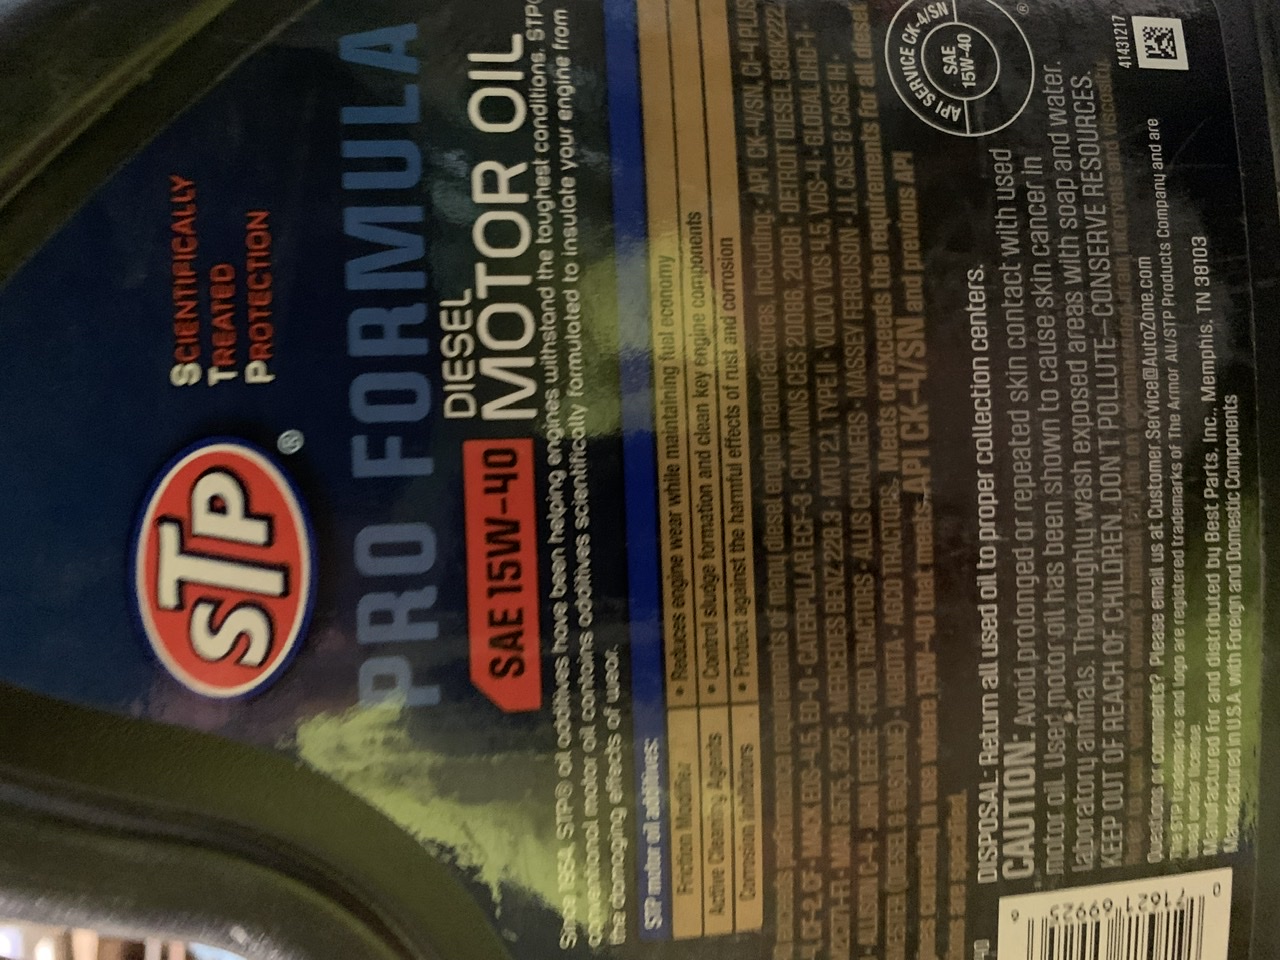 STP®
SCIENTIFICALLY
TREATED
PROTECTION
PRO FORMULA
SAE 15W-40
DIESEL
MOTOR OIL
Since 1954, STP® oil additives have been helping engines withstand the toughest conditions. STP
conventional motor oil contains additives scientifically formulated to insulate your engine from
the damaging effects of wear.
STP motor oil additives:
Friction Modifier • Reduces engine wear while maintaining fuel economy
Active Cleaning Agents • Control sludge formation and clean key engine components
Corrosion Inhibitors • Protect against the harmful effects of rust and corrosion
requirements of many diesel engine manufacturers, including: • API CK-4/SN, CI-4 PLUS
MACK EOS-4.5, EO-O • CATERPILLAR ECF-3 • CUMMINS CES 20086, 20081 • DETROIT DIESEL 93K222
MAN 3575, 3275 • MERCEDES BENZ 228.3 • MTU 2.1 TYPE II • VOLVO VDS 4.5, VDS-4 • GLOBAL DHD-1 •
ALLISON C-4 • JOHN DEERE • FORD TRACTORS • ALLIS CHALMERS • MASSEY FERGUSON • J.I. CASE & CASE IH •
KUBOTA • AGCO TRACTORS. Meets or exceeds the requirements for all diesel
15W-40 that meets API CK-4/SN and previous API
API SERVICE CK-4/SN
SAE
15W-40
®
DISPOSAL: Return all used oil to proper collection centers.
CAUTION: Avoid prolonged or repeated skin contact with used
motor oil. Used motor oil has been shown to cause skin cancer in
laboratory animals. Thoroughly wash exposed areas with soap and water.
KEEP OUT OF REACH OF CHILDREN. DON'T POLLUTE–CONSERVE RESOURCES.
41431217
Questions or comments? Please email us at Customer.Service@AutoZone.com
The STP trademarks and logo are registered trademarks of The Armor All/STP Products Company and are
used under license.
Manufactured for and distributed by Best Parts, Inc., Memphis, TN 38103
Manufactured in U.S.A. with Foreign and Domestic Components
71621 69925
0